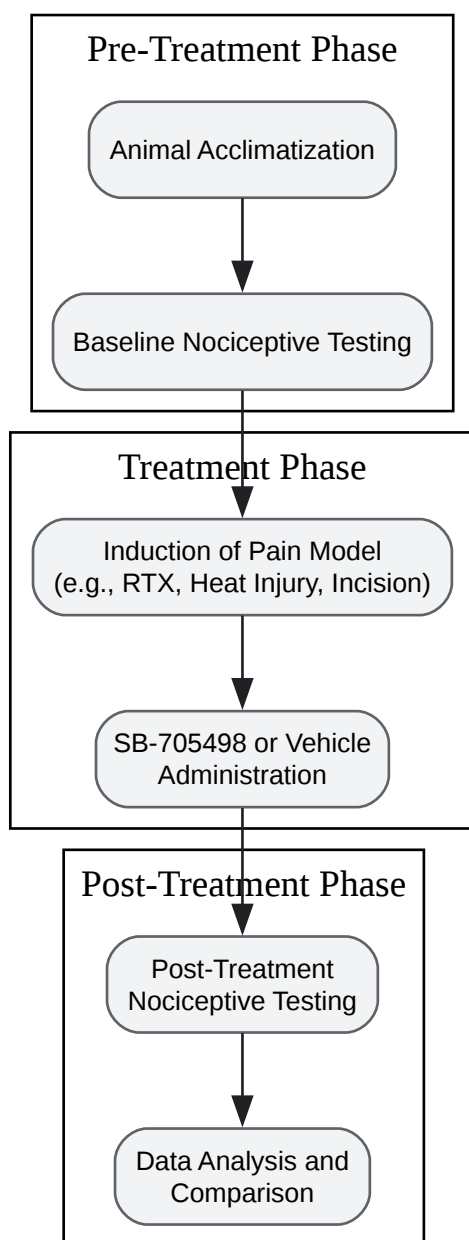 Pre-Treatment Phase
Animal Acclimatization
Baseline Nociceptive Testing
Treatment Phase
Induction of Pain Model
(e.g., RTX, Heat Injury, Incision)
SB-705498 or Vehicle
Administration
Post-Treatment Phase
Post-Treatment
Nociceptive Testing
Data Analysis and
Comparison